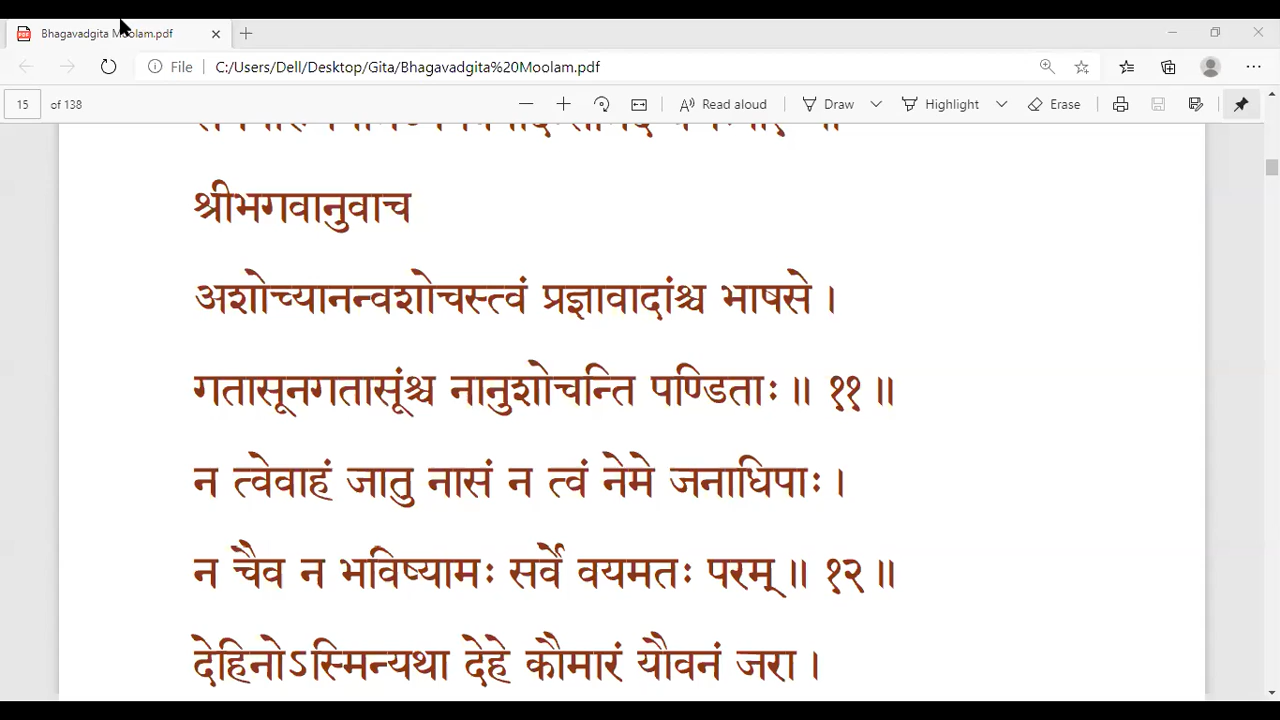 Bhagavadgita Moolam.pdf
File C:/Users/Dell/Desktop/Gita/Bhagavadgita%20Moolam.pdf
15 of 138 Read aloud Draw Highlight Erase
श्रीभगवानुवाच
अशोच्यानन्वशोचस्त्वं प्रज्ञावादांश्च भाषसे ।
गतासूनगतासूंश्च नानुशोचन्ति पण्डिताः ॥ ११ ॥
न त्वेवाहं जातु नासं न त्वं नेमे जनाधिपाः ।
न चैव न भविष्यामः सर्वे वयमतः परम् ॥ १२ ॥
देहिनोऽस्मिन्यथा देहे कौमारं यौवनं जरा ।